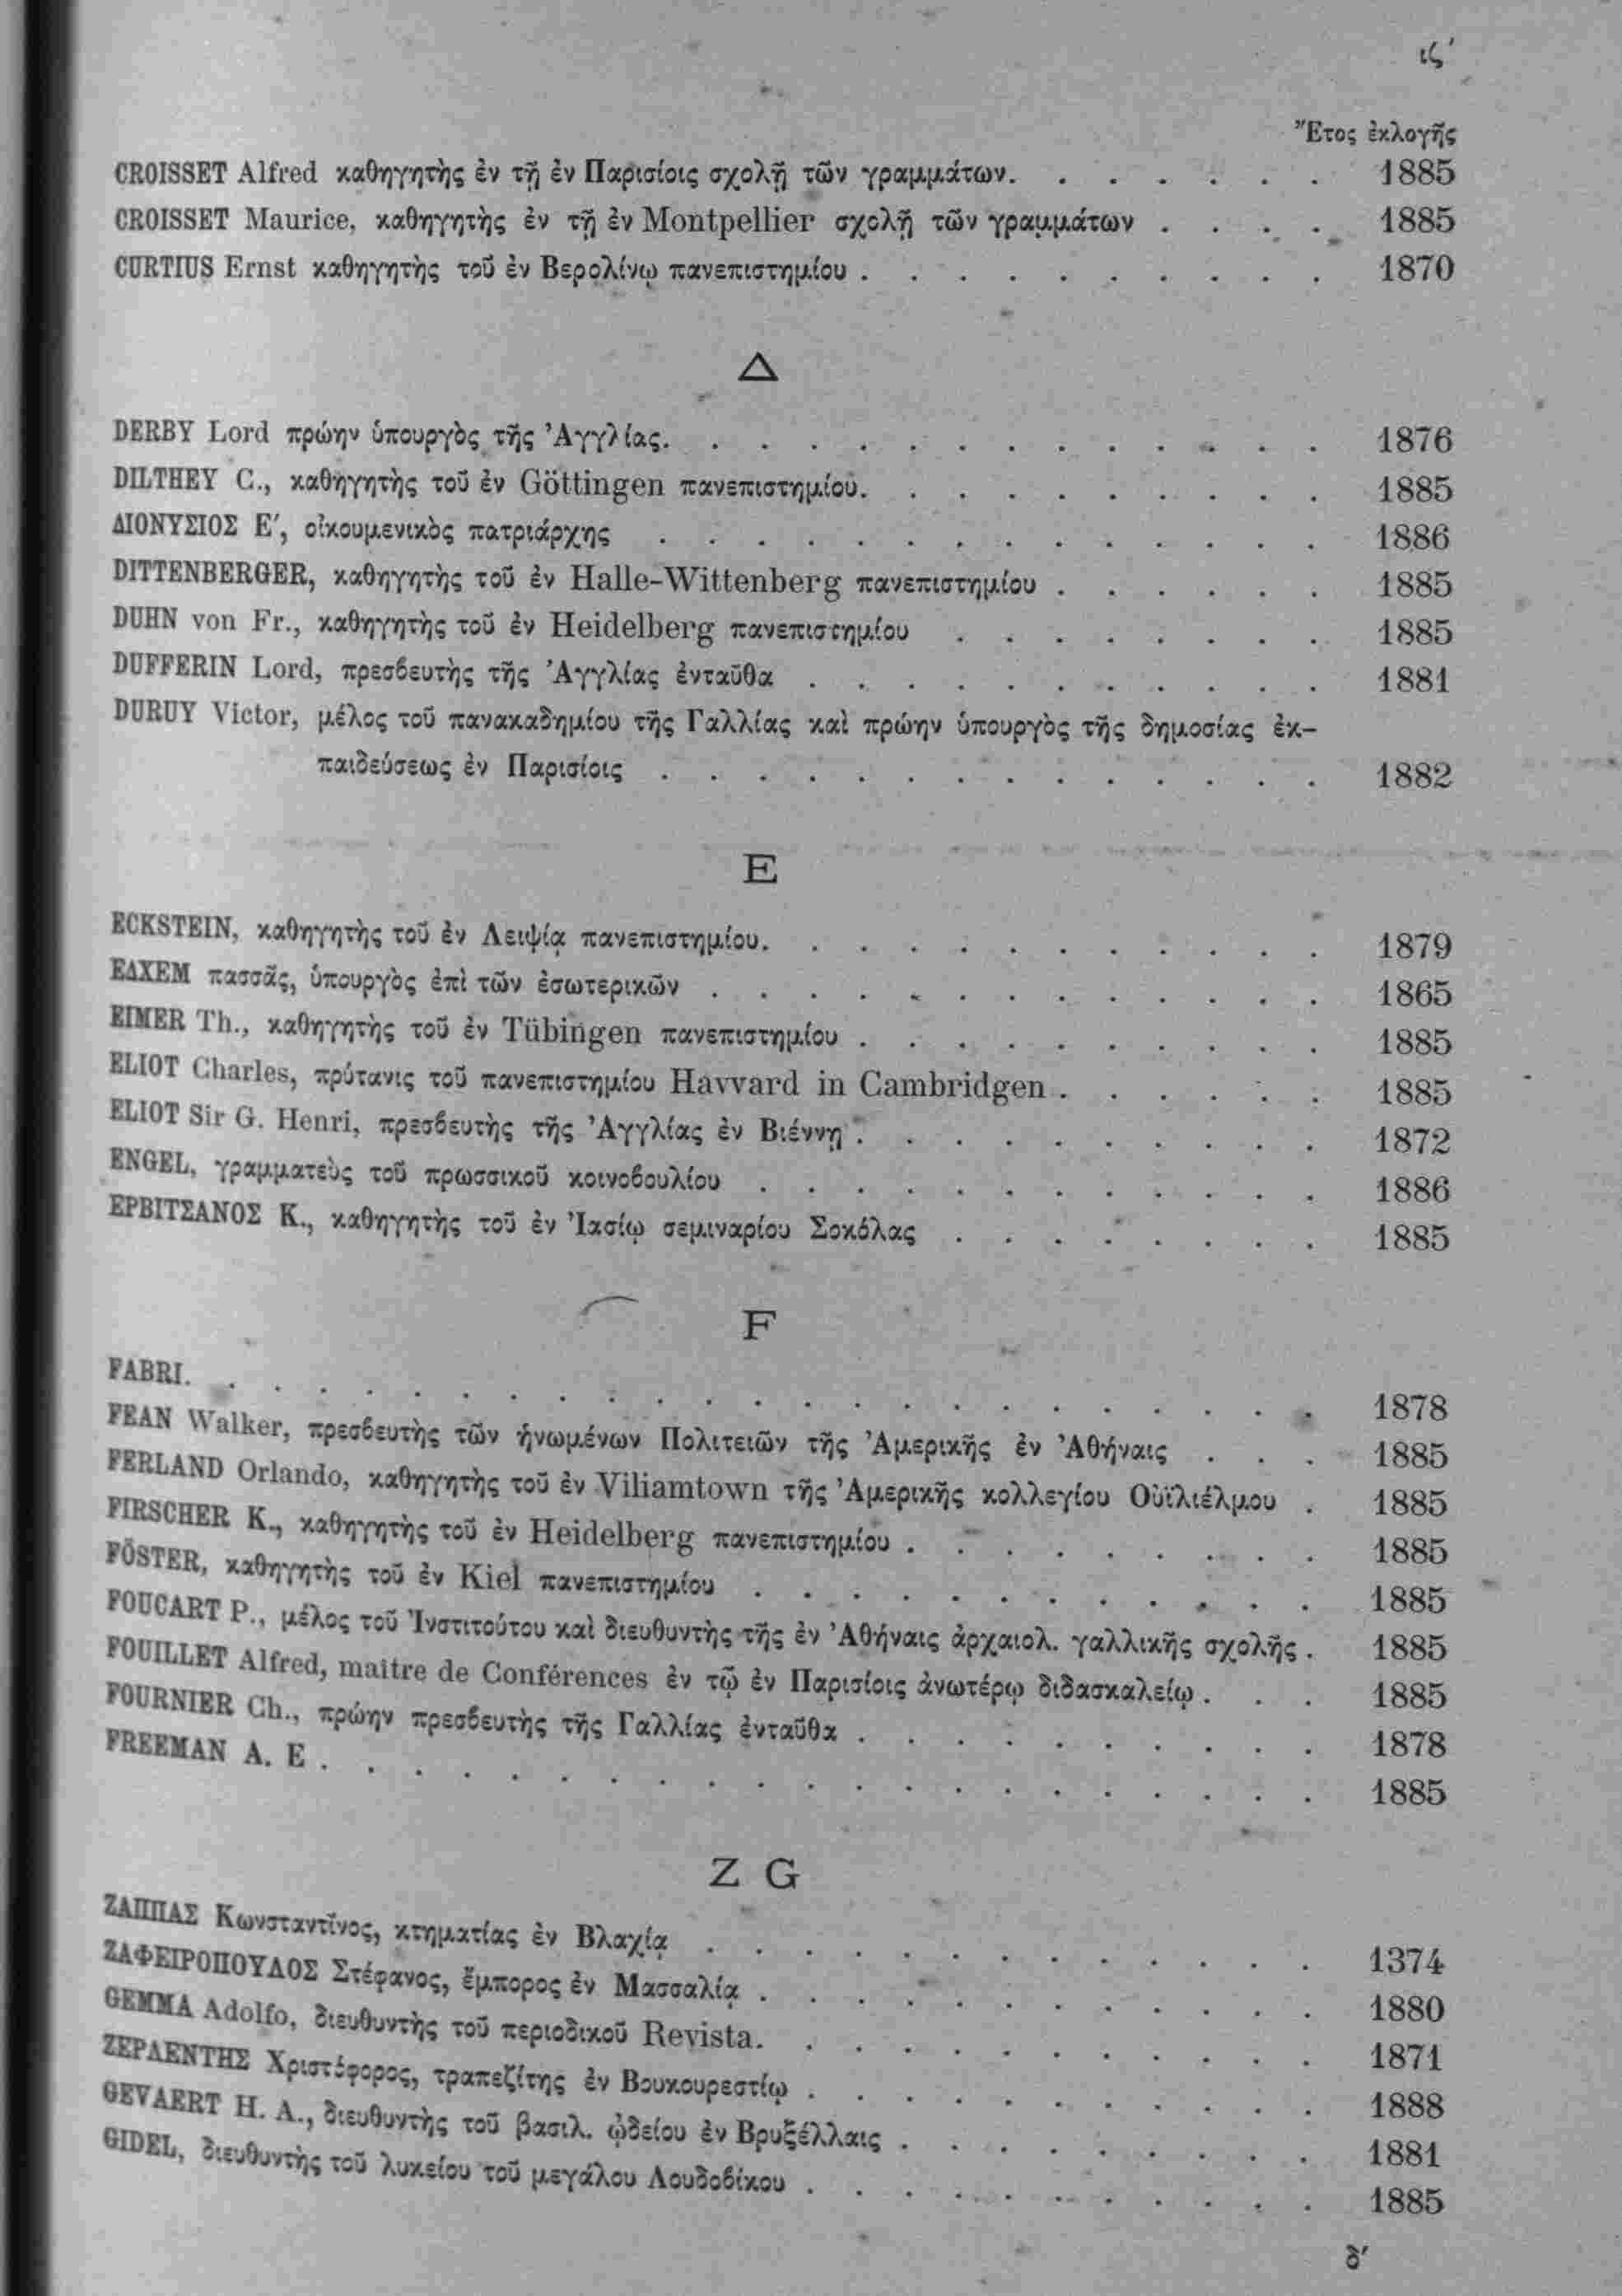 ιζ΄
Ἔτος ἐκλογῆς
CROISSET Alfred καθηγητὴς ἐν τῇ ἐν Παρισίοις σχολῇ τῶν γραμμάτων. . . . . . . 1885
CROISSET Maurice, καθηγητὴς ἐν τῇ ἐν Montpellier σχολῇ τῶν γραμμάτων . . . . 1885
CURTIUS Ernst καθηγητὴς τοῦ ἐν Βερολίνῳ πανεπιστημίου . . . . . . . . . . 1870
Δ
DERBY Lord πρώην ὑπουργὸς τῆς Ἀγγλίας. . . . . . . . . . . . . . 1876
DILTHEY C., καθηγητὴς τοῦ ἐν Göttingen πανεπιστημίου. . . . . . . . . . 1885
ΔΙΟΝΥΣΙΟΣ Ε΄, οἰκουμενικὸς πατριάρχης . . . . . . . . . . . . . . 1886
DITTENBERGER, καθηγητὴς τοῦ ἐν Halle-Wittenberg πανεπιστημίου . . . . . . 1885
DUHN von Fr., καθηγητὴς τοῦ ἐν Heidelberg πανεπιστημίου . . . . . . . . 1885
DUFFERIN Lord, πρεσβευτὴς τῆς Ἀγγλίας ἐνταῦθα . . . . . . . . . . . 1881
DURUY Victor, μέλος τοῦ πανακαδημίου τῆς Γαλλίας καὶ πρώην ὑπουργὸς τῆς δημοσίας ἐκ-
παιδεύσεως ἐν Παρισίοις . . . . . . . . . . . . . . 1882
E
ECKSTEIN, καθηγητὴς τοῦ ἐν Λειψίᾳ πανεπιστημίου. . . . . . . . . . . . 1879
ΕΔΧΕΜ πασσᾶς, ὑπουργὸς ἐπὶ τῶν ἐσωτερικῶν . . . . . . . . . . . . . 1865
EIMER Th., καθηγητὴς τοῦ ἐν Tübingen πανεπιστημίου . . . . . . . . . . 1885
ELIOT Charles, πρύτανις τοῦ πανεπιστημίου Havvard in Cambridgen . . . . . . 1885
ELIOT Sir G. Henri, πρεσβευτὴς τῆς Ἀγγλίας ἐν Βιέννῃ . . . . . . . . . . 1872
ENGEL, γραμματεὺς τοῦ πρωσσικοῦ κοινοβουλίου . . . . . . . . . . . . 1886
ΕΡΒΙΤΣΑΝΟΣ Κ., καθηγητὴς τοῦ ἐν Ἰασίῳ σεμιναρίου Σοκόλας . . . . . . . . 1885
F
FABRI. . . . . . . . . . . . . . . . . . . . . . . . 1878
FEAN Walker, πρεσβευτὴς τῶν ἡνωμένων Πολιτειῶν τῆς Ἀμερικῆς ἐν Ἀθήναις . . . 1885
FERLAND Orlando, καθηγητὴς τοῦ ἐν Viliamtown τῆς Ἀμερικῆς κολλεγίου Οὐϊλιέλμου . 1885
FIRSCHER K., καθηγητὴς τοῦ ἐν Heidelberg πανεπιστημίου . . . . . . . . . 1885
FÖSTER, καθηγητὴς τοῦ ἐν Kiel πανεπιστημίου . . . . . . . . . . . . 1885
FOUCART P., μέλος τοῦ Ἰνστιτούτου καὶ διευθυντὴς τῆς ἐν Ἀθήναις ἀρχαιολ. γαλλικῆς σχολῆς . 1885
FOUILLET Alfred, maître de Conférences ἐν τῷ ἐν Παρισίοις ἀνωτέρῳ διδασκαλείῳ . . . 1885
FOURNIER Ch., πρώην πρεσβευτὴς τῆς Γαλλίας ἐνταῦθα . . . . . . . . . . 1878
FREEMAN A. E . . . . . . . . . . . . . . . . . . . . . 1885
Z G
ΖΑΠΠΑΣ Κωνσταντῖνος, κτηματίας ἐν Βλαχίᾳ . . . . . . . . . . . . . 1374
ΖΑΦΕΙΡΟΠΟΥΛΟΣ Στέφανος, ἔμπορος ἐν Μασσαλίᾳ . . . . . . . . . . . . 1880
GEMMA Adolfo, διευθυντὴς τοῦ περιοδικοῦ Revista. . . . . . . . . . . . 1871
ΖΕΡΛΕΝΤΗΣ Χριστόφορος, τραπεζίτης ἐν Βουκουρεστίῳ . . . . . . . . . . . 1888
GEVAERT H. A., διευθυντὴς τοῦ βασιλ. ᾠδείου ἐν Βρυξέλλαις . . . . . . . . . 1881
GIDEL, διευθυντὴς τοῦ λυκείου τοῦ μεγάλου Λουδοβίκου . . . . . . . . . . . 1885
δ΄